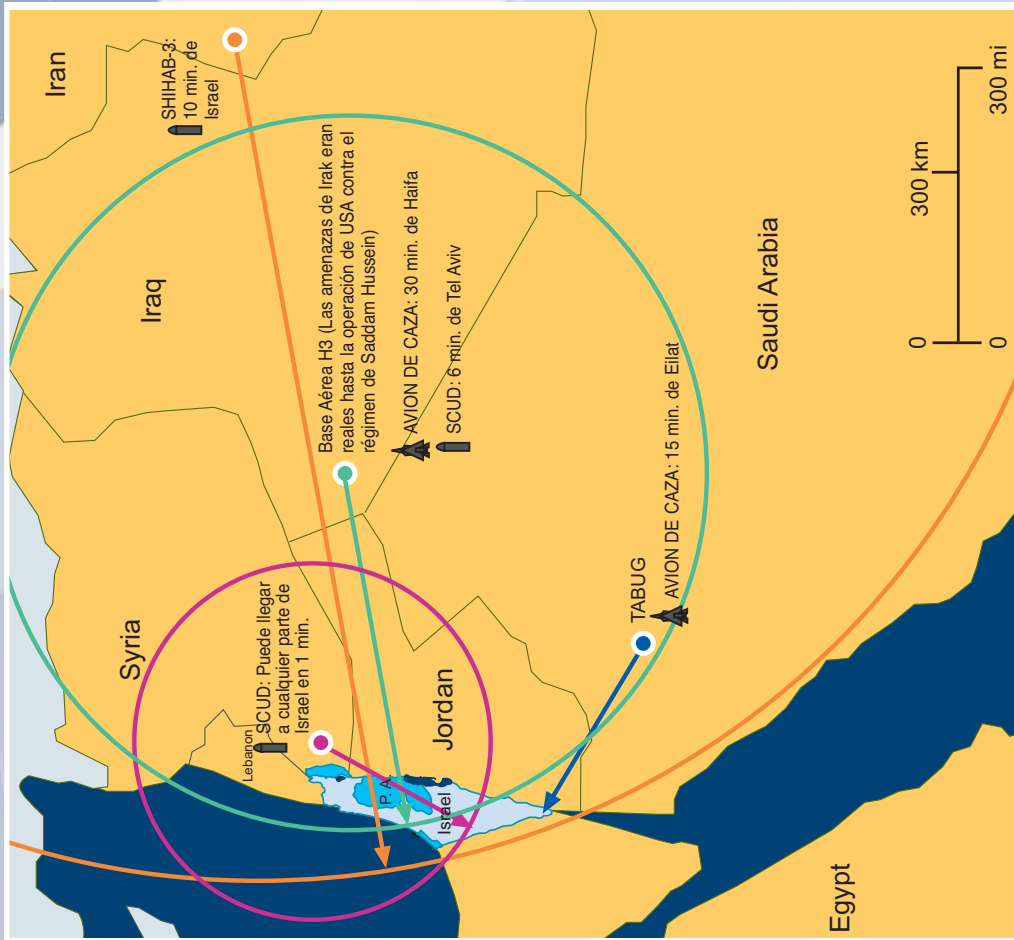 Iran
SHIHAB-3:
10 min. de
Israel
Iraq
Base Aérea H3 (Las amenazas de Irak eran
reales hasta la operación de USA contra el
régimen de Saddam Hussein)
AVION DE CAZA: 30 min. de Haifa
SCUD: 6 min. de Tel Aviv
Syria
Lebanon
SCUD: Puede llegar
a cualquier parte de
Israel en 1 min.
Jordan
P. A.
Israel
TABUG
AVION DE CAZA: 15 min. de Eilat
Saudi Arabia
Egypt
0 300 km
0 300 mi